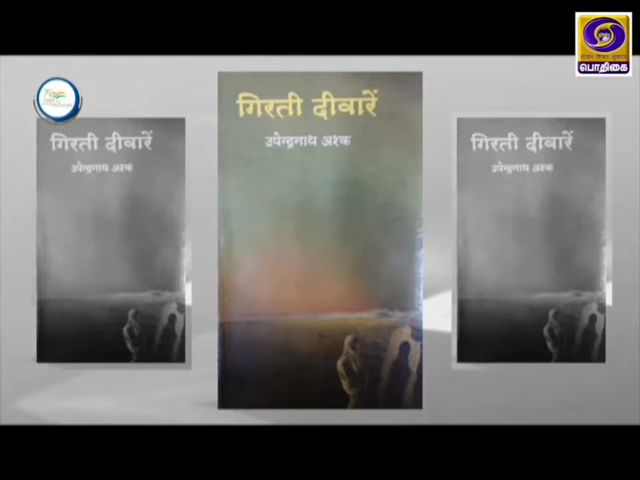 பொதிகை
गिरती दीवारें
उपेन्द्रनाथ अश्क
गिरती दीवारें
उपेन्द्रनाथ अश्क
गिरती दीवारें
उपेन्द्रनाथ अश्क